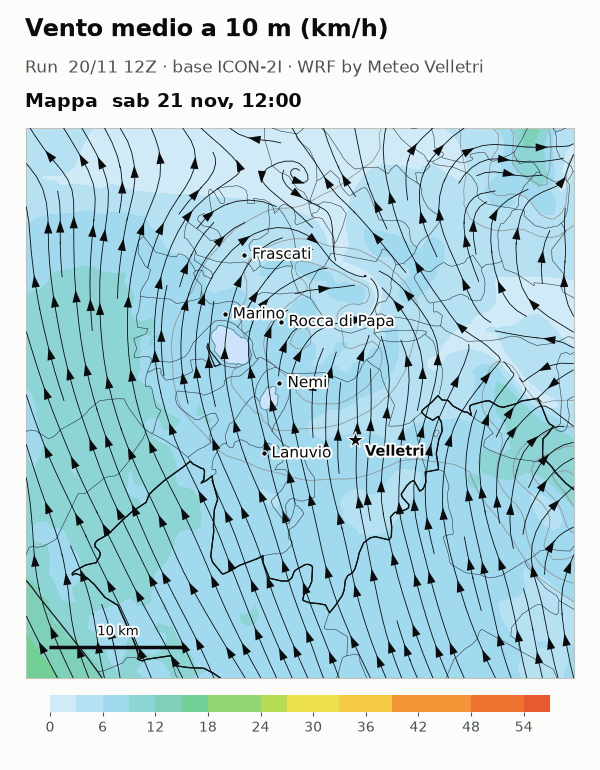 Vento medio a 10 m (km/h)
Run 20/11 12Z · base ICON-2I · WRF by Meteo Velletri
Mappa sab 21 nov, 12:00
Frascati
Marino
Rocca di Papa
Nemi
Velletri
Lanuvio
10 km
0 6 12 18 24 30 36 42 48 54